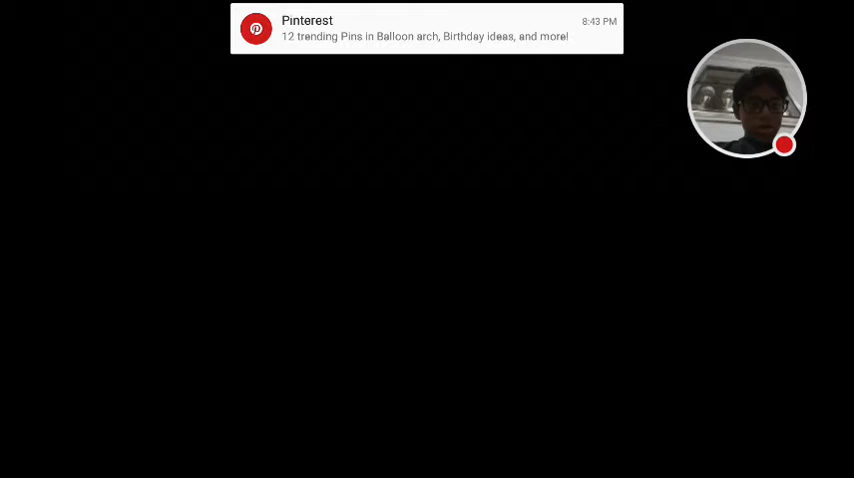 Pinterest
8:43 PM
12 trending Pins in Balloon arch, Birthday ideas, and more!